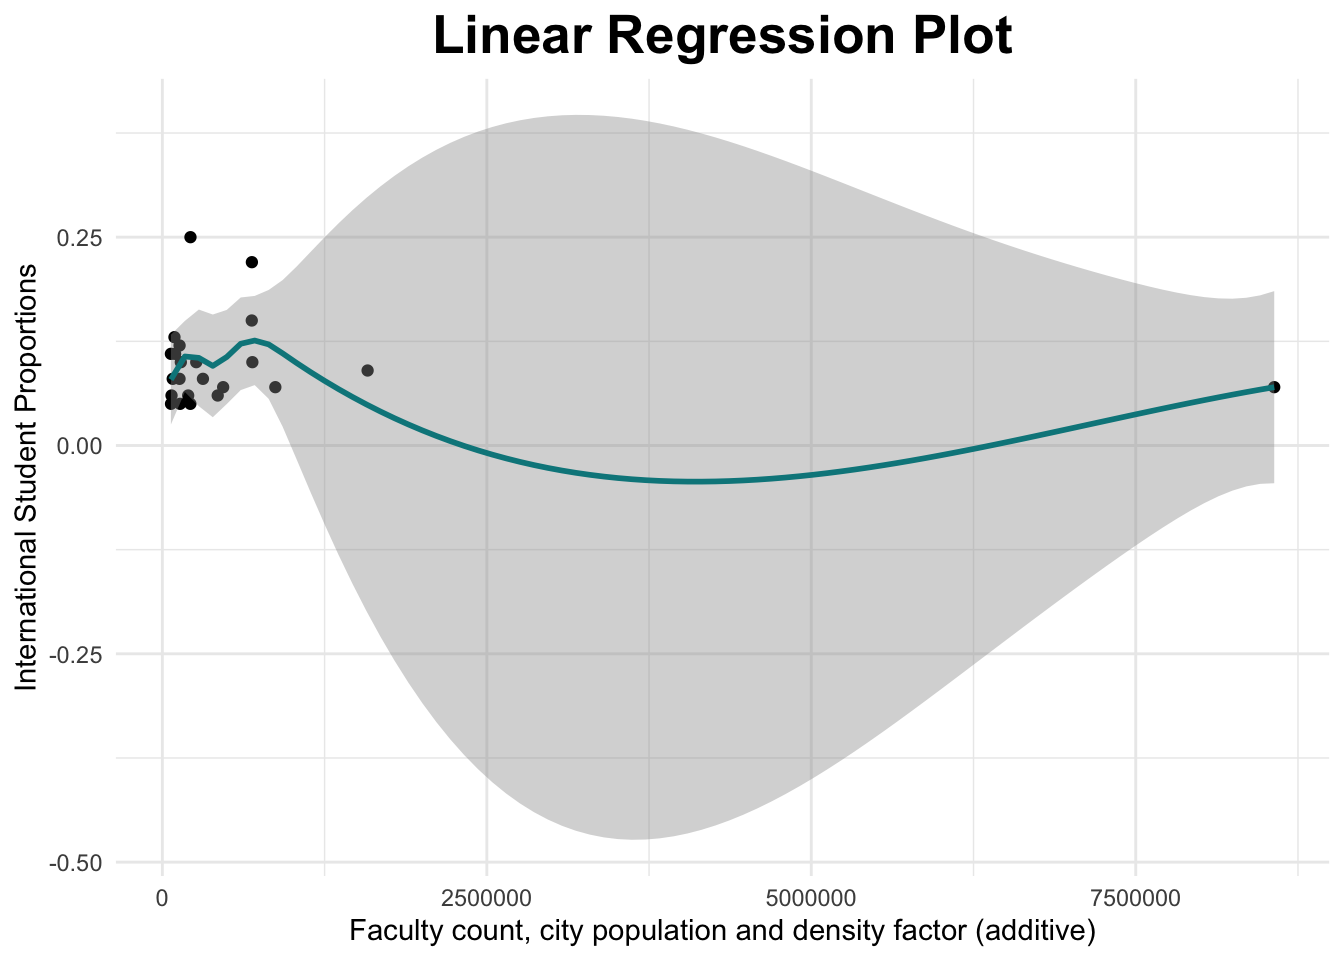 Linear Regression Plot
International Student Proportions
0.25
0.00
-0.25
-0.50
0
2500000
5000000
7500000
Faculty count, city population and density factor (additive)